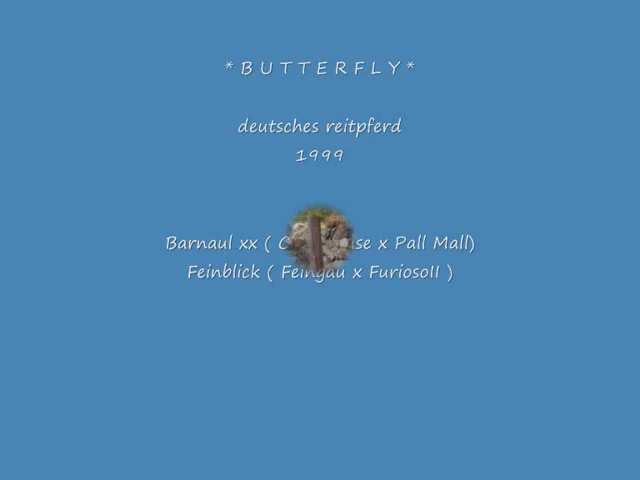 * B U T T E R F L Y *
deutsches reitpferd
1999
Barnaul xx ( x Pall Mall)
Feinblick ( Feingau x FuriosoII )